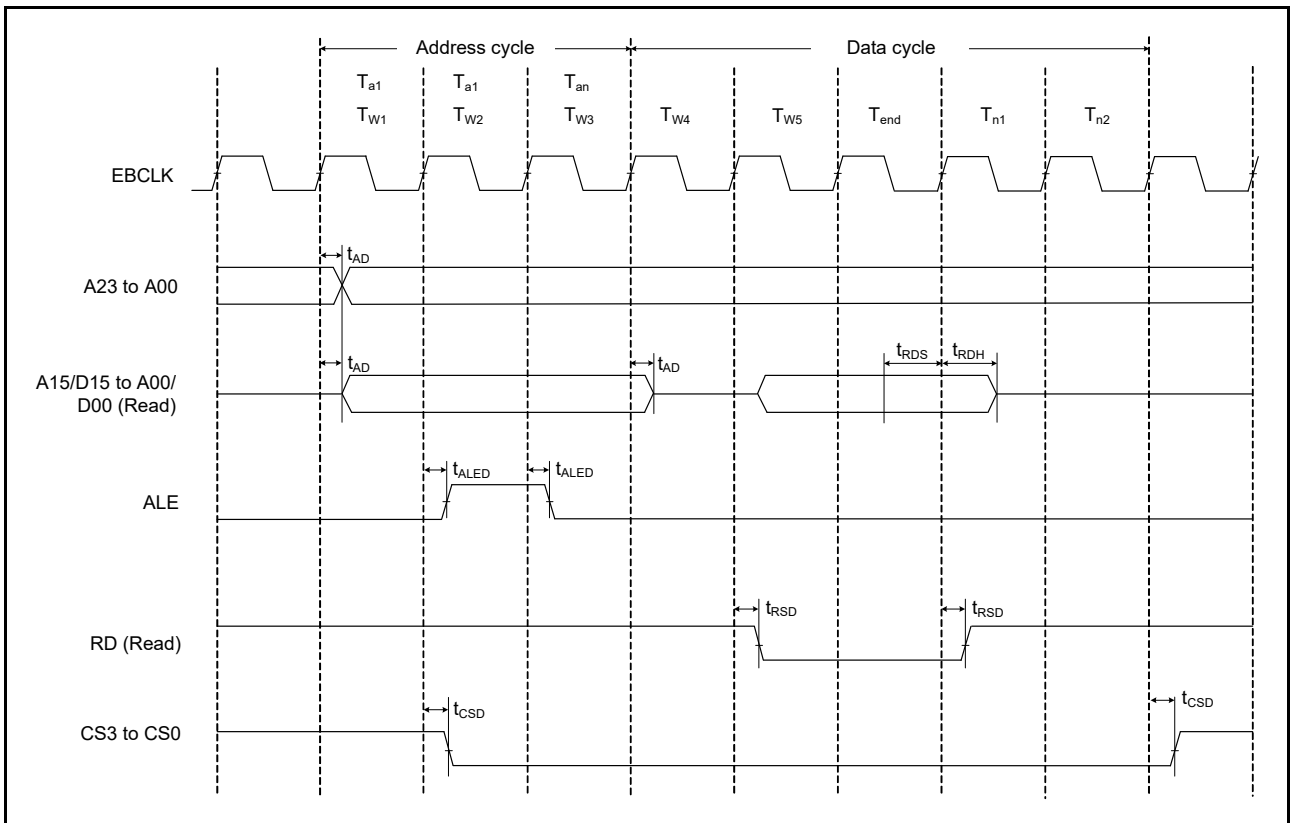 Address cycle Data cycle
Ta1 Ta1 Tan
TW1 TW2 TW3 TW4 TW5 Tend Tn1 Tn2
EBCLK
tAD
A23 to A00
tAD tAD tRDS tRDH
A15/D15 to A00/
D00 (Read)
tALED tALED
ALE
tRSD tRSD
RD (Read)
tCSD tCSD
CS3 to CS0